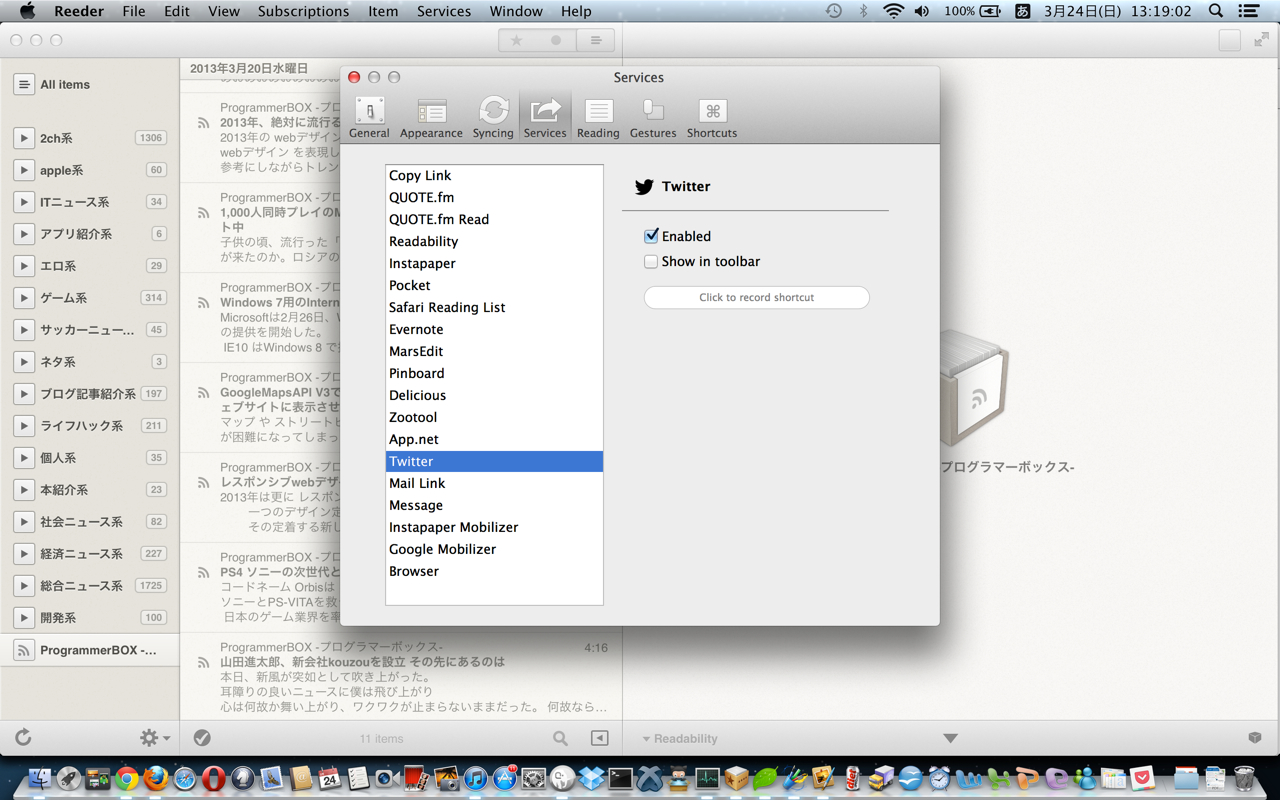 Reeder File Edit View Subscriptions Item Services Window Help
100% あ 3月24日(日) 13:19:02
All items
2ch系 1306
apple系 60
ITニュース系 34
アプリ紹介系 6
エロ系 29
ゲーム系 314
サッカーニュー... 45
ネタ系 3
ブログ記事紹介系 197
ライフハック系 211
個人系 35
本紹介系 23
社会ニュース系 82
経済ニュース系 227
総合ニュース系 1725
開発系 100
ProgrammerBOX -...
2013年3月20日水曜日
ProgrammerBOX -プロ
2013年、絶対に流行る
2013年の webデザイン
webデザイン を表現し
参考にしながらトレン
ProgrammerBOX -プロ
1,000人同時プレイのM
ト中
子供の頃、流行った「
が来たのか。ロシアの
ProgrammerBOX -プロ
Windows 7用のIntern
Microsoftは2月26日、W
の提供を開始した。
IE10 はWindows 8 で
ProgrammerBOX -プロ
GoogleMapsAPI V3で
ェブサイトに表示させ
マップ や ストリートビ
が困難になってしまっ
ProgrammerBOX -プロ
レスポンシブwebデザ
2013年は更に レスポン
一つのデザイン定
その定着する新し
ProgrammerBOX -プロ
PS4 ソニーの次世代と
コードネーム Orbisは
ソニーとPS-VITAを救
日本のゲーム業界を率
ProgrammerBOX -プログラマーボックス- 4:16
山田進太郎、新会社kouzouを設立 その先にあるのは
本日、新風が突如として吹き上がった。
耳障りの良いニュースに僕は飛び上がり
心は何故か舞い上がり、ワクワクが止まらないままだった。 何故なら...
11 items
Services
General Appearance Syncing Services Reading Gestures Shortcuts
Copy Link
QUOTE.fm
QUOTE.fm Read
Readability
Instapaper
Pocket
Safari Reading List
Evernote
MarsEdit
Pinboard
Delicious
Zootool
App.net
Twitter
Mail Link
Message
Instapaper Mobilizer
Google Mobilizer
Browser
Twitter
Enabled
Show in toolbar
Click to record shortcut
プログラマーボックス-
Readability